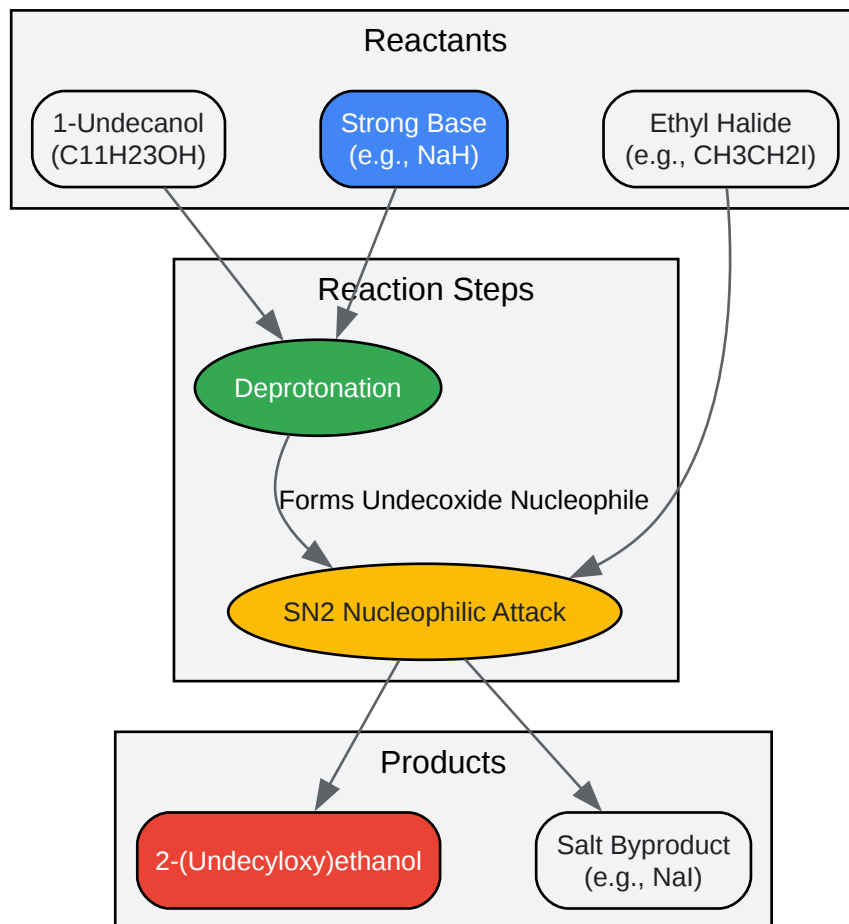 Reactants
1-Undecanol
(C11H23OH)
Strong Base
(e.g., NaH)
Ethyl Halide
(e.g., CH3CH2I)
Reaction Steps
Deprotonation
Forms Undecoxide Nucleophile
SN2 Nucleophilic Attack
Products
2-(Undecyloxy)ethanol
Salt Byproduct
(e.g., NaI)